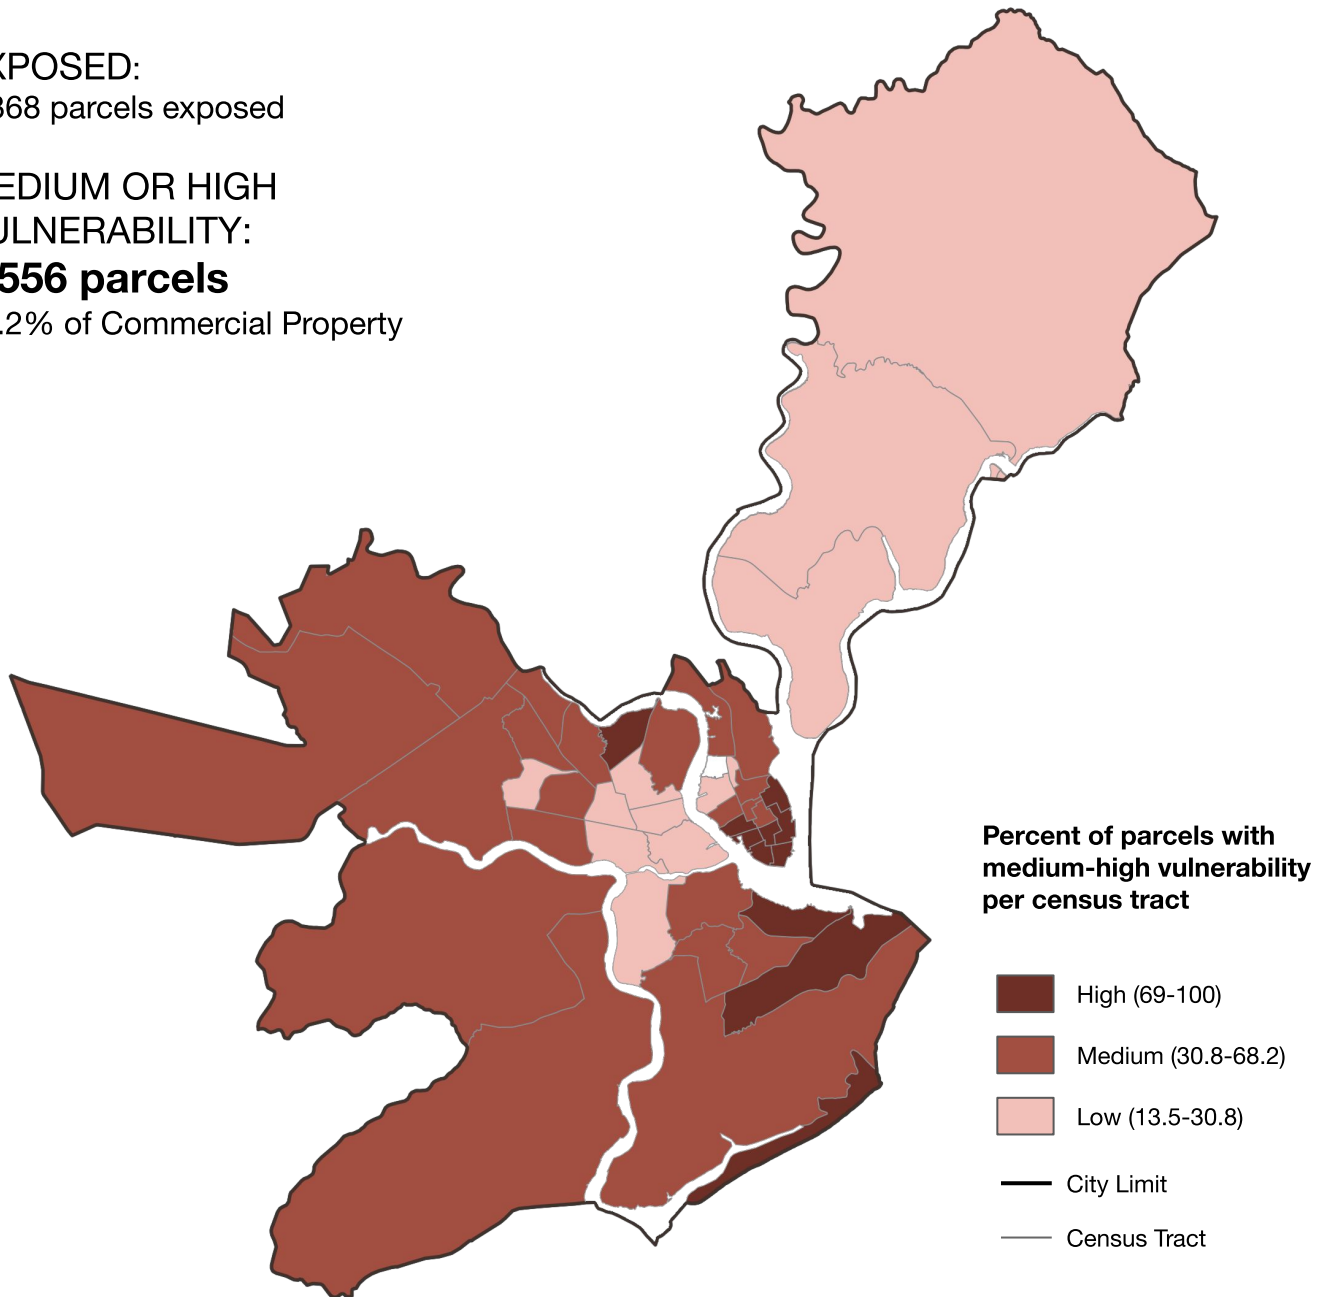 XPOSED:
368 parcels exposed
EDIUM OR HIGH
ULNERABILITY:
556 parcels
.2% of Commercial Property
Percent of parcels with
medium-high vulnerability
per census tract
High (69-100)
Medium (30.8-68.2)
Low (13.5-30.8)
City Limit
Census Tract